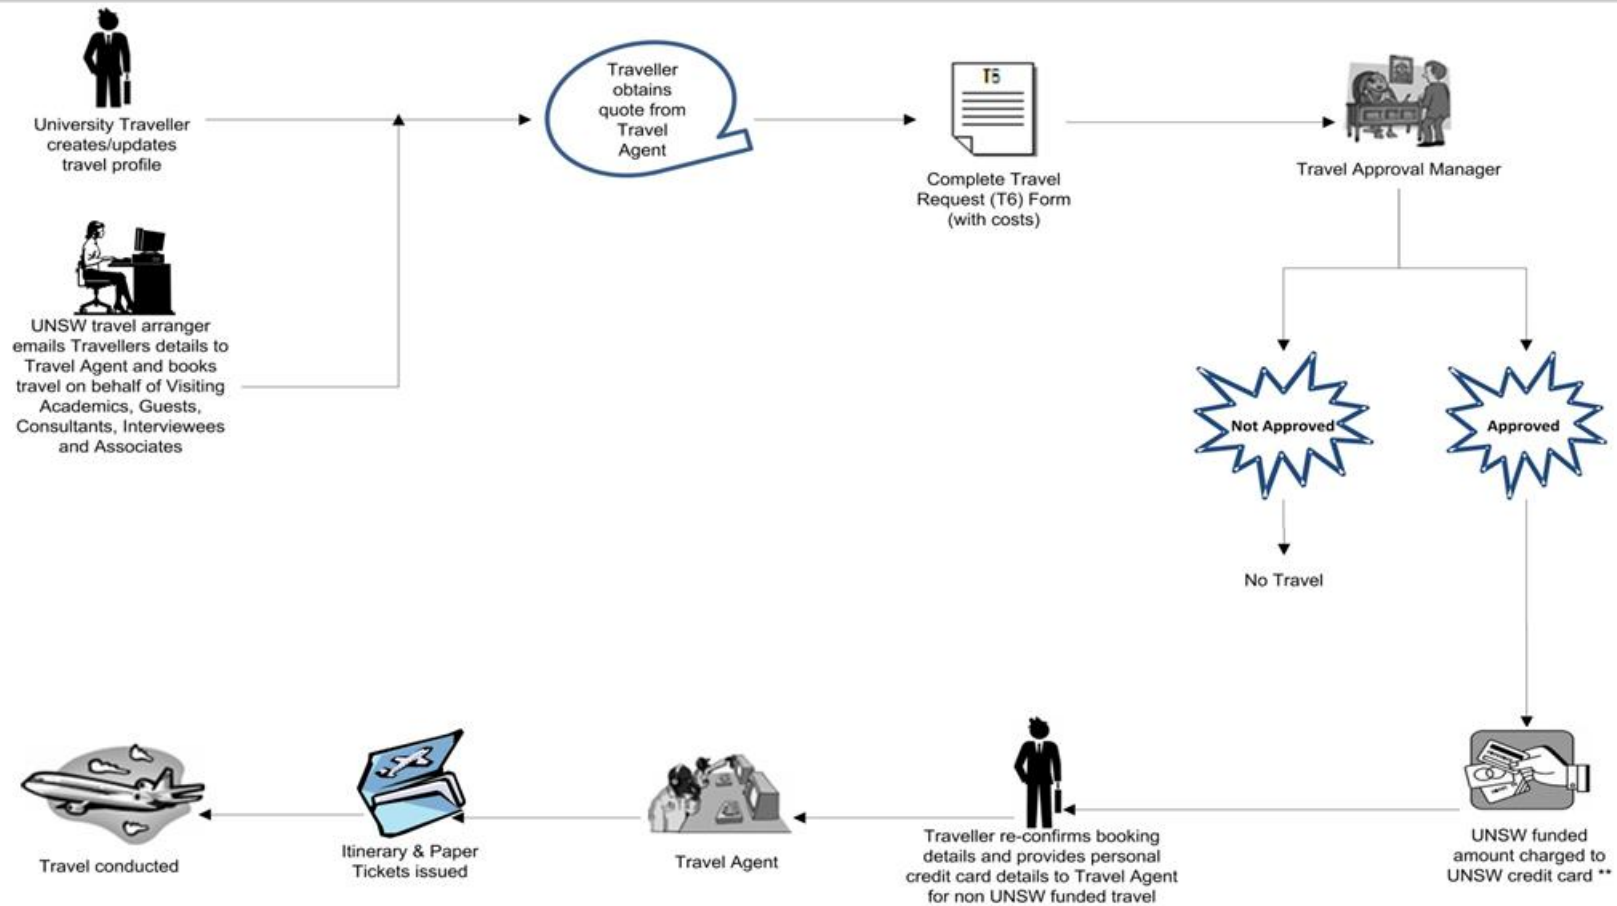 University Traveller
creates/updates
travel profile
Traveller
obtains
quote from
Travel
Agent
T6
Complete Travel
Request (T6) Form
(with costs)
Travel Approval Manager
UNSW travel arranger
emails Travellers details to
Travel Agent and books
travel on behalf of Visiting
Academics, Guests,
Consultants, Interviewees
and Associates
Not Approved
Approved
No Travel
UNSW funded
amount charged to
UNSW credit card **
Traveller re-confirms booking
details and provides personal
credit card details to Travel Agent
for non UNSW funded travel
Travel Agent
Itinerary & Paper
Tickets issued
Travel conducted